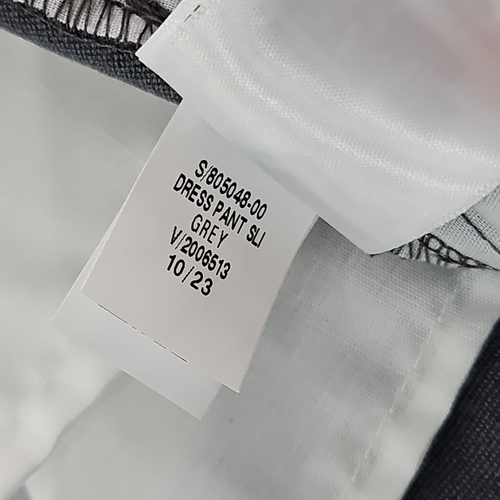 S/805048-00
DRESS PANT SLI
GREY
V/2006513
10/23